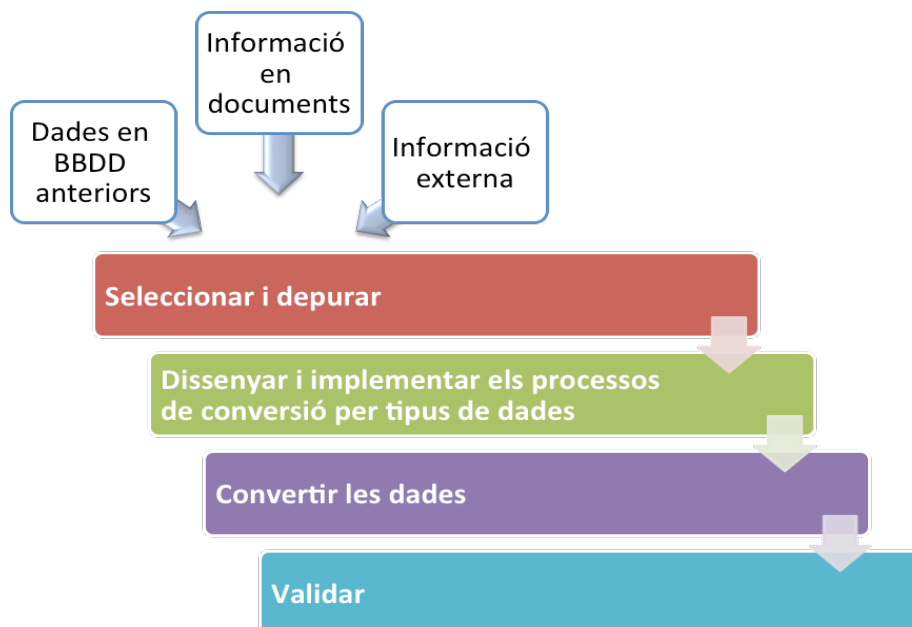 Informació
en
documents
Dades en
BBDD
anteriors
Informació
externa
Seleccionar i depurar
Dissenyar i implementar els processos
de conversió per tipus de dades
Convertir les dades
Validar